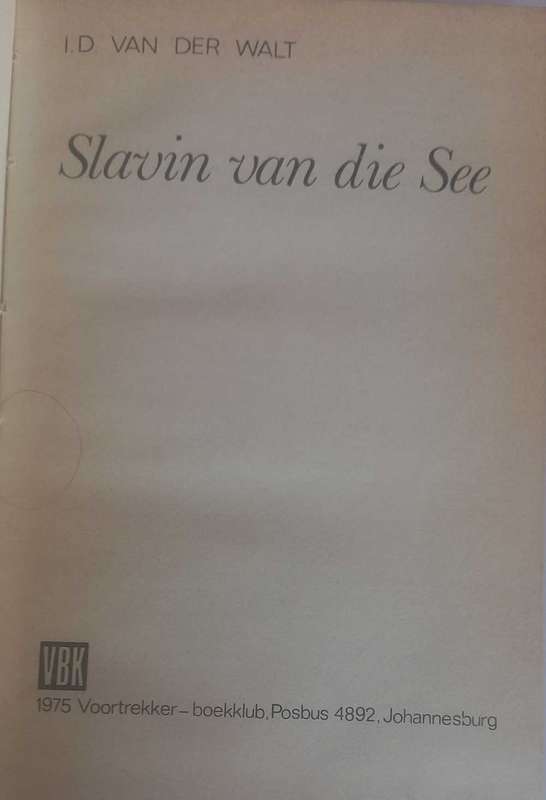 I.D VAN DER WALT
Slavin van die See
VBK
1975 Voortrekker–boekklub, Posbus 4892, Johannesburg